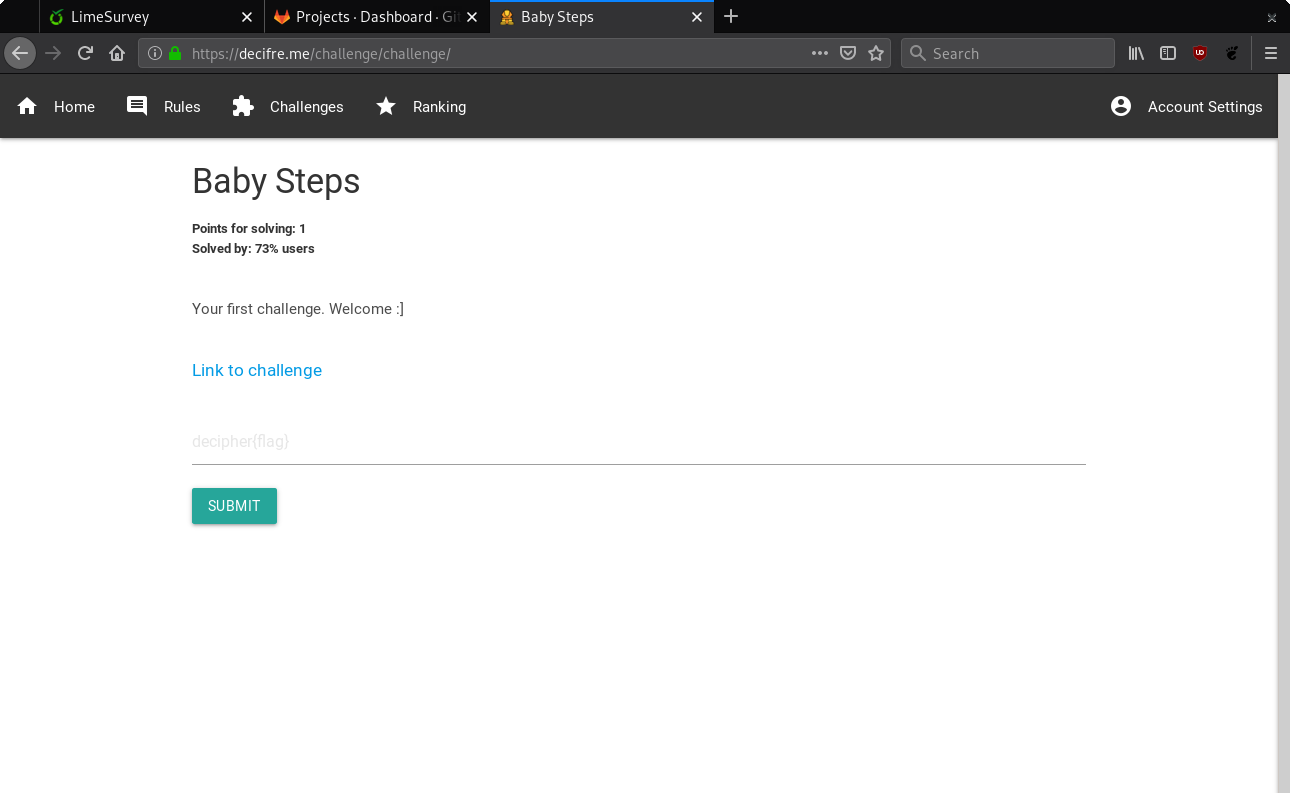 LimeSurvey
Projects · Dashboard · Git
Baby Steps
https://decifre.me/challenge/challenge/
Search
Home
Rules
Challenges
Ranking
Account Settings
Baby Steps
Points for solving: 1
Solved by: 73% users
Your first challenge. Welcome :]
Link to challenge
decipher{flag}
SUBMIT